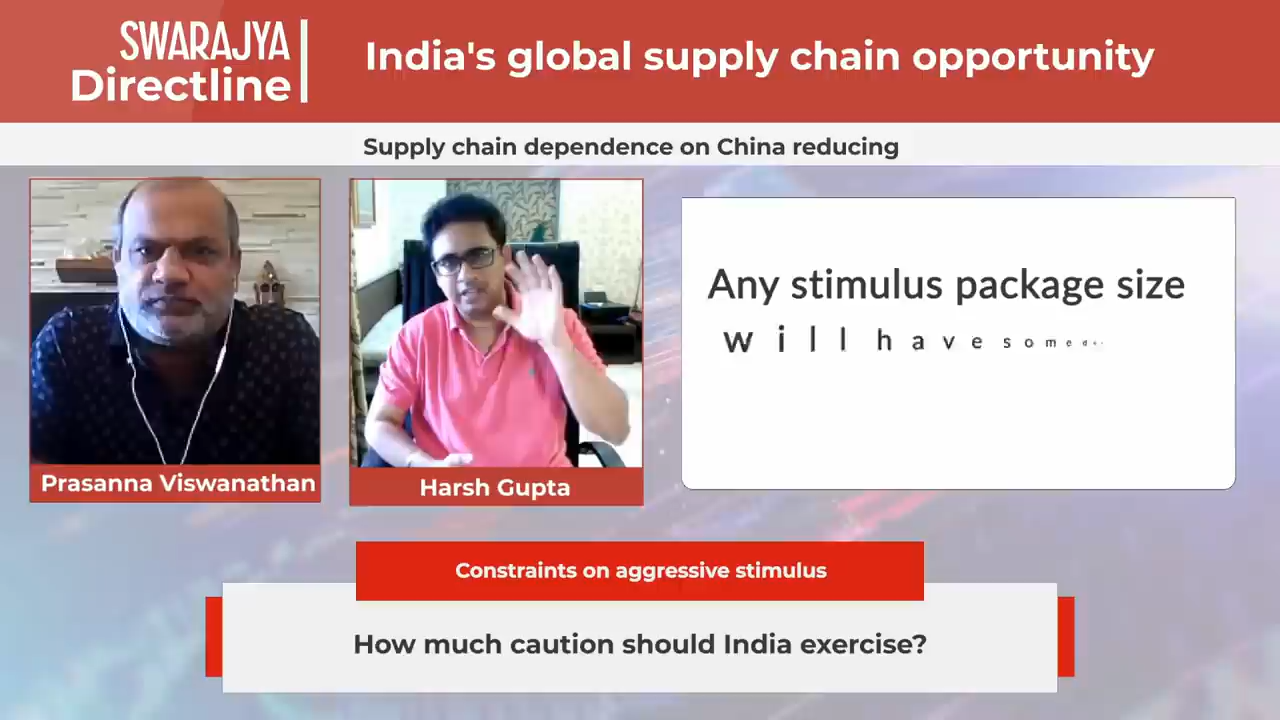 SWARAJYA
Directline
India's global supply chain opportunity
Supply chain dependence on China reducing
Prasanna Viswanathan
Harsh Gupta
Any stimulus package size
will have some
Constraints on aggressive stimulus
How much caution should India exercise?